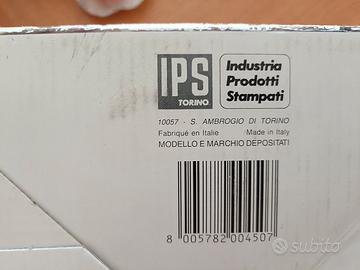 IPS
TORINO
Industria
Prodotti
Stampati
10057 - S. AMBROGIO DI TORINO
Fabriqué en Italie Made in Italy
MODELLO E MARCHIO DEPOSITATI
8 005782 004507
subito